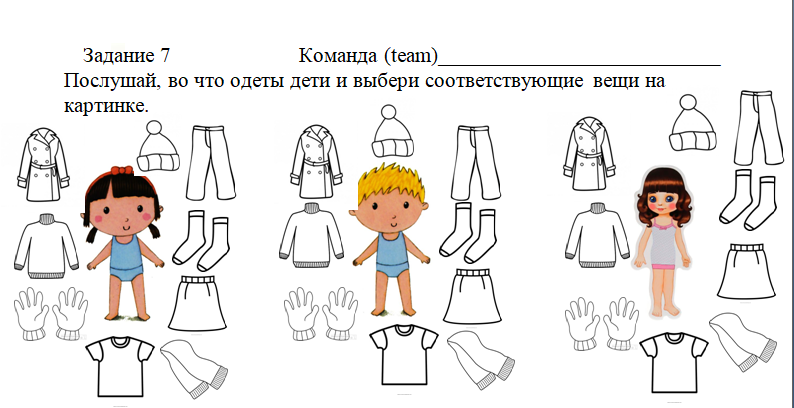 Задание 7 Команда (team)___________________________
Послушай, во что одеты дети и выбери соответствующие вещи на
картинке.